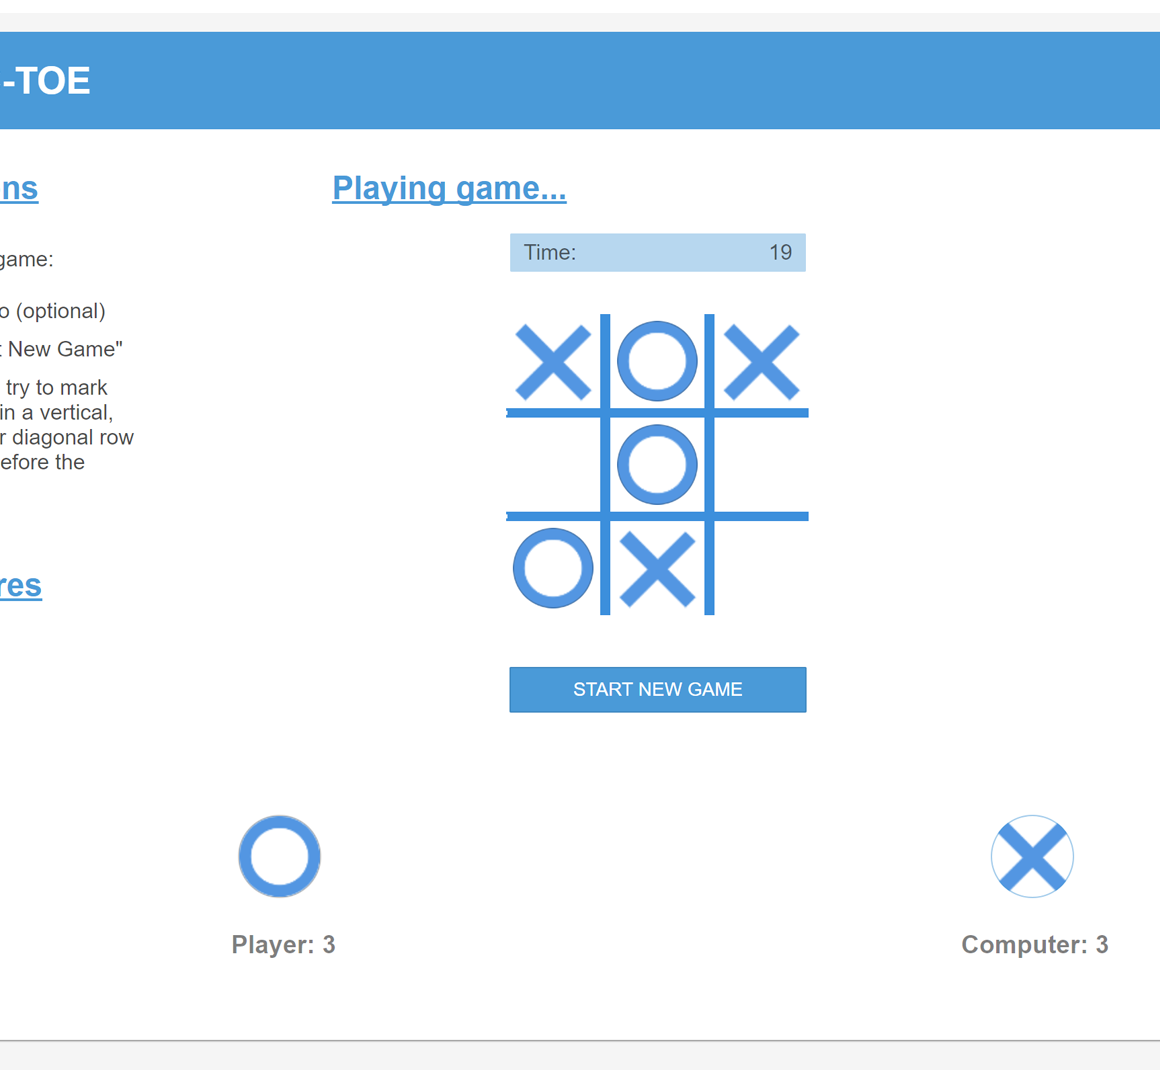 -TOE
ns
Playing game...
game:
Time: 19
o (optional)
t New Game"
try to mark
in a vertical,
r diagonal row
efore the
res
START NEW GAME
Player: 3
Computer: 3